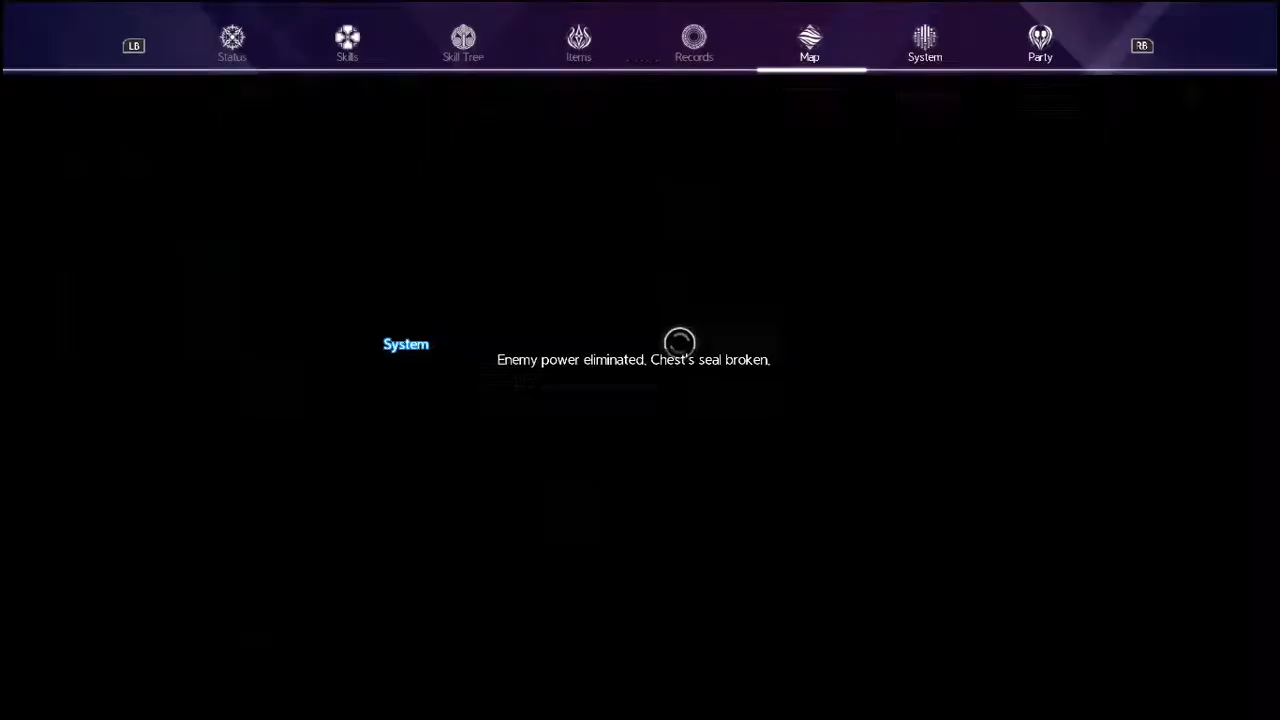 LB
Status
Skills
Skill Tree
Items
Records
Map
System
Party
RB
System
Enemy power eliminated. Chest's seal broken.